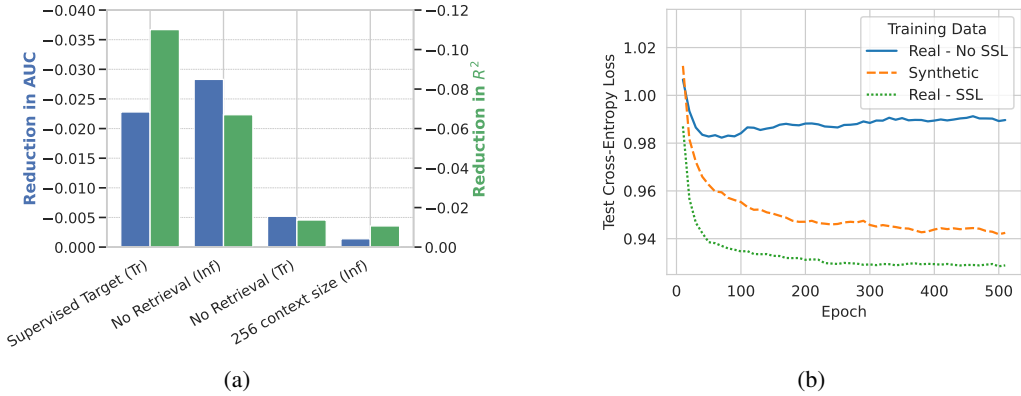 −0.040
−0.035
−0.030
−0.025
−0.020
−0.015
−0.010
−0.005
0.000
Reduction in AUC
−0.12
−0.10
−0.08
−0.06
−0.04
−0.02
0.00
Reduction in R²
Supervised Target (Tr)
No Retrieval (Inf)
No Retrieval (Tr)
256 context size (Inf)
(a)
Test Cross-Entropy Loss
1.02
1.00
0.98
0.96
0.94
Training Data
Real - No SSL
Synthetic
Real - SSL
0 100 200 300 400 500
Epoch
(b)